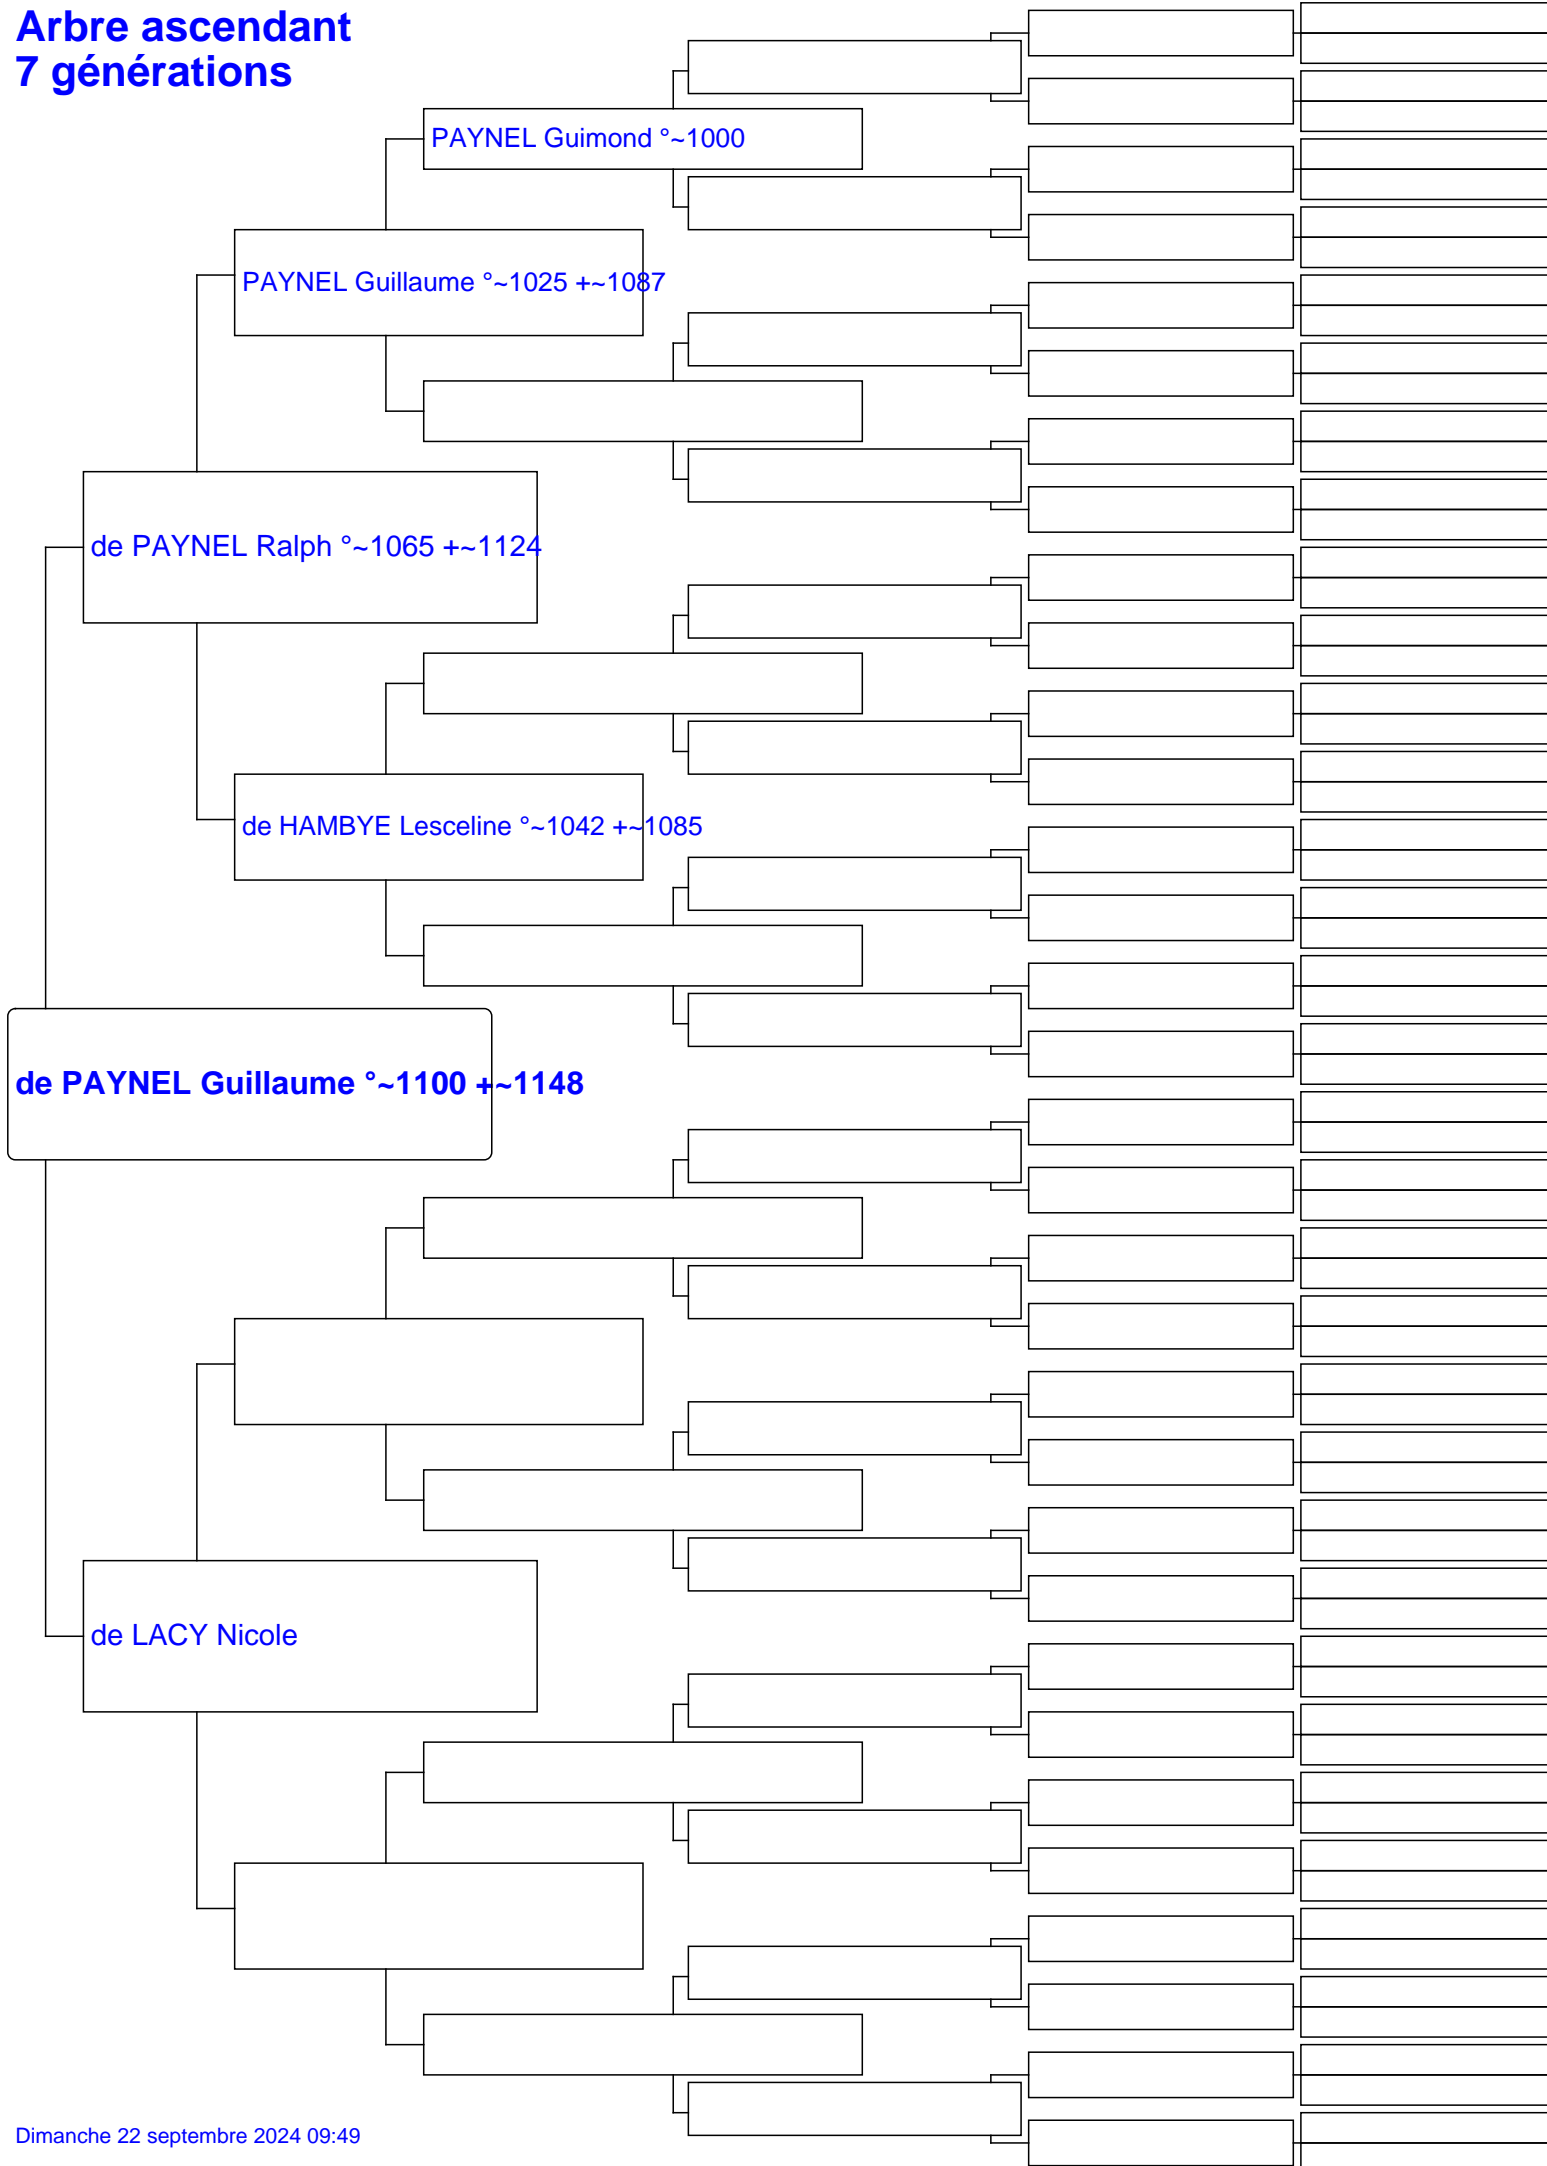 Arbre ascendant
7 générations
PAYNEL Guimond °~1000
PAYNEL Guillaume °~1025 +~1087
de PAYNEL Ralph °~1065 +~1124
de HAMBYE Lesceline °~1042 +~1085
de PAYNEL Guillaume °~1100 +~1148
de LACY Nicole
Dimanche 22 septembre 2024 09:49